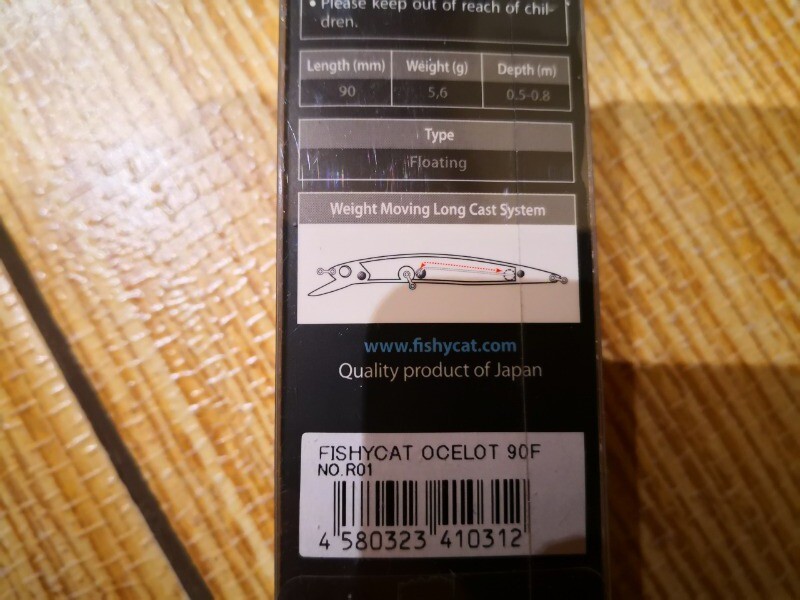 • Please keep out of reach of chil-
dren.
Length (mm) Weight (g) Depth (m)
90 5,6 0.5-0.8
Type
Floating
Weight Moving Long Cast System
www.fishycat.com
Quality product of Japan
FISHYCAT OCELOT 90F
NO.R01
4 580323 410312